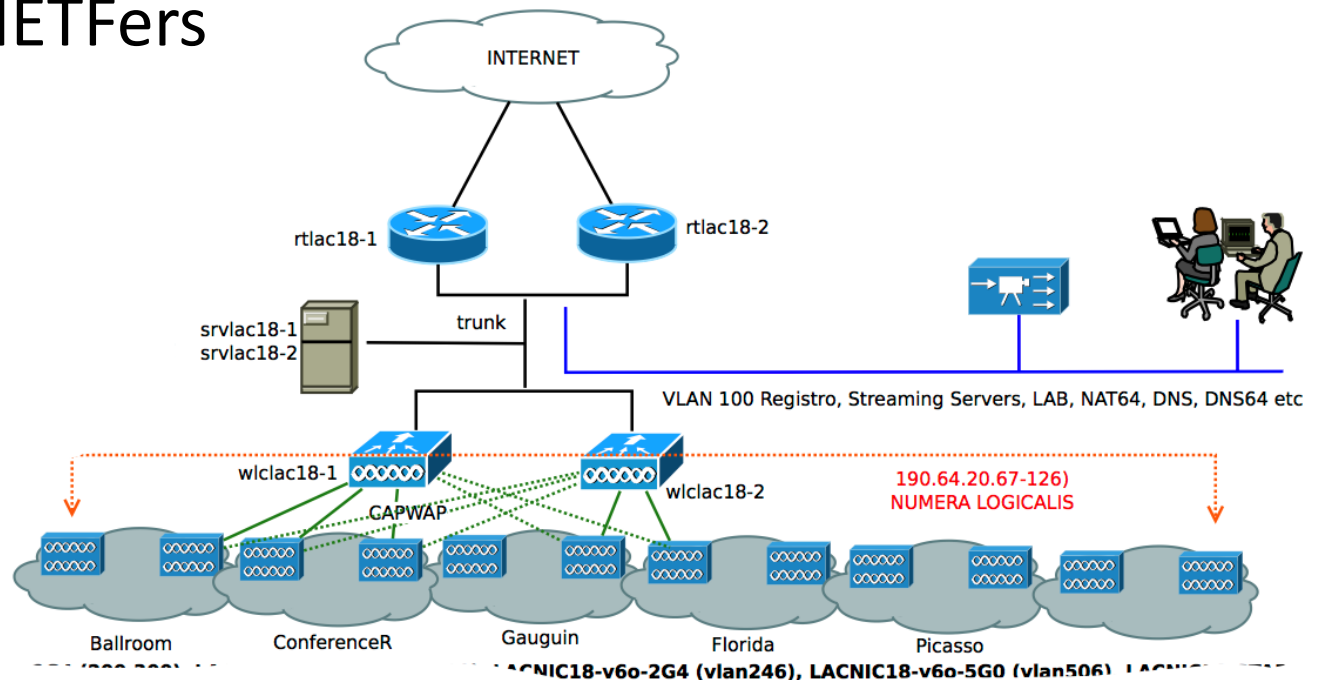 INTERNET
rtlac18-1
rtlac18-2
trunk
srvlac18-1
srvlac18-2
VLAN 100 Registro, Streaming Servers, LAB, NAT64, DNS, DNS64 etc
wlclac18-1
wlclac18-2
190.64.20.67-126)
NUMERA LOGICALIS
CAPWAP
Ballroom
ConferenceR
Gauguin
Florida
Picasso
LACNIC18-v6o-2G4 (vlan246), LACNIC18-v6o-5G0 (vlan506),